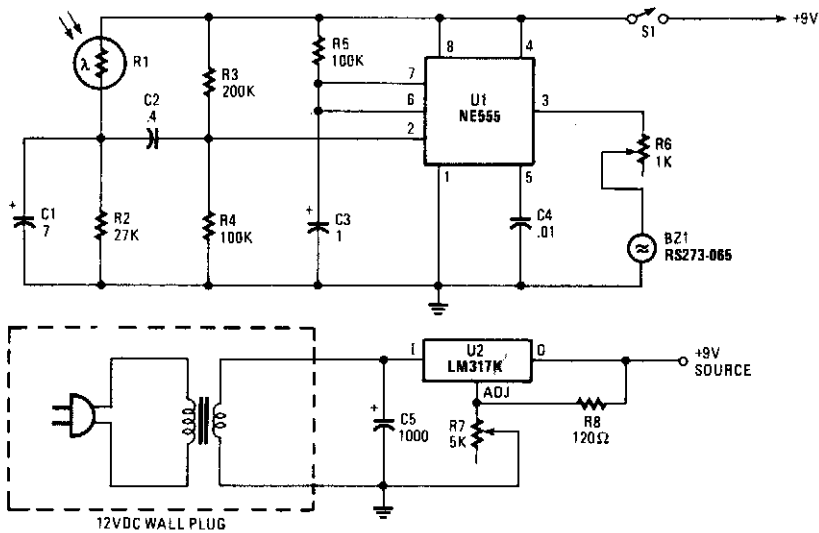 S1
+9V
R1
λ
R5
100K
R3
200K
C2
.4
8
4
7
6
2
U1
NE555
3
1
5
R6
1K
C1
7
+
R2
27K
R4
100K
+
C3
1
C4
.01
BZ1
RS273-065
I
U2
LM317K
O
ADJ
+9V
SOURCE
+
C5
1000
R7
5K
R8
120Ω
12VDC WALL PLUG